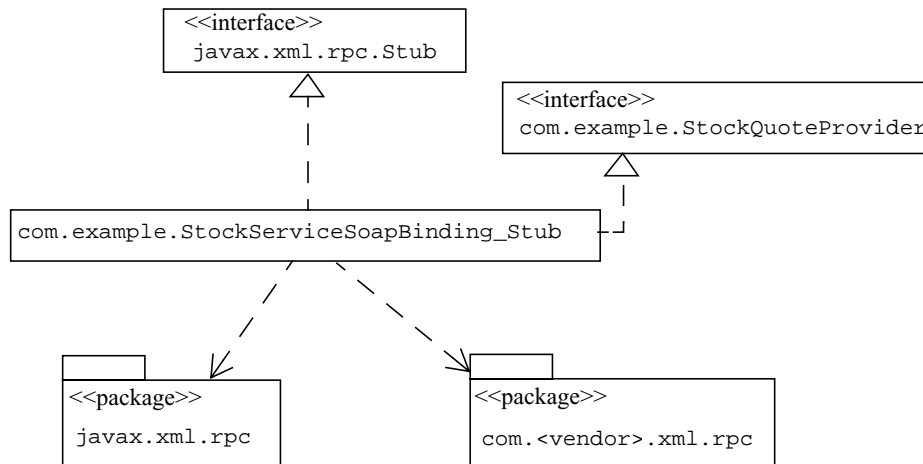 <<interface>>
javax.xml.rpc.Stub
<<interface>>
com.example.StockQuoteProvider
com.example.StockServiceSoapBinding_Stub
<<package>>
javax.xml.rpc
<<package>>
com.<vendor>.xml.rpc